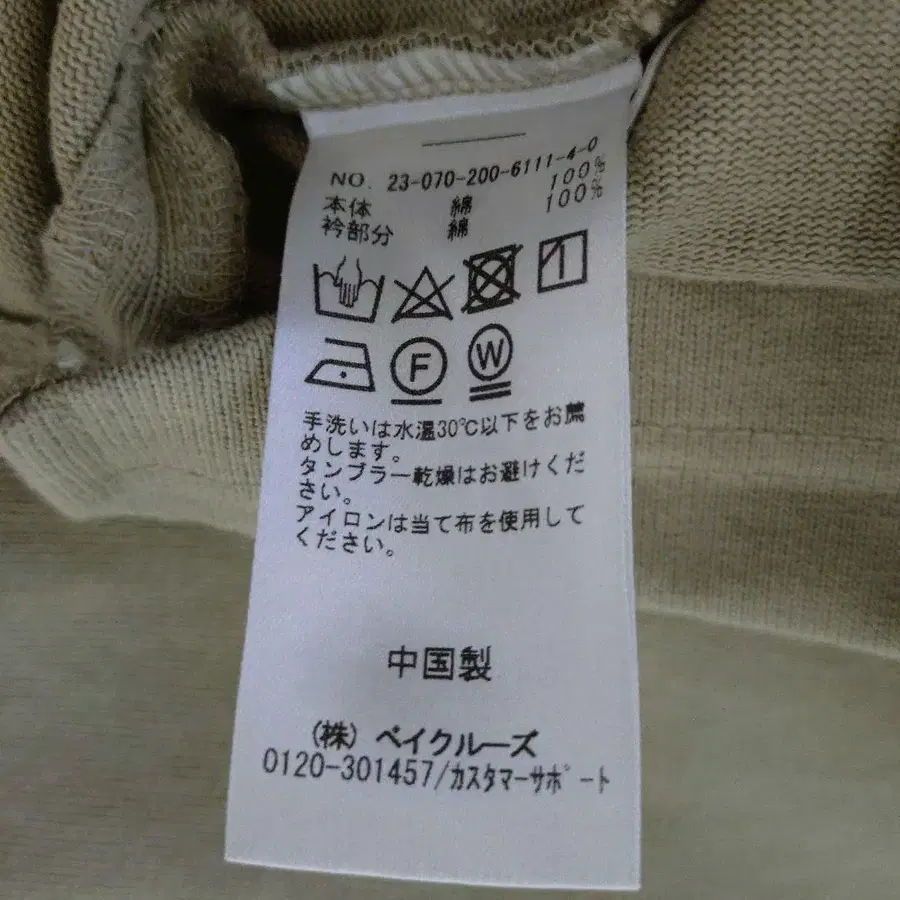 NO. 23-070-200-6111-4-0
本体 綿 100%
衿部分 綿 100%
F W
手洗いは水温30℃以下をお薦
めします。
タンブラー乾燥はお避けくだ
さい。
アイロンは当て布を使用して
ください。
中国製
(株) ベイクルーズ
0120-301457/カスタマーサポート